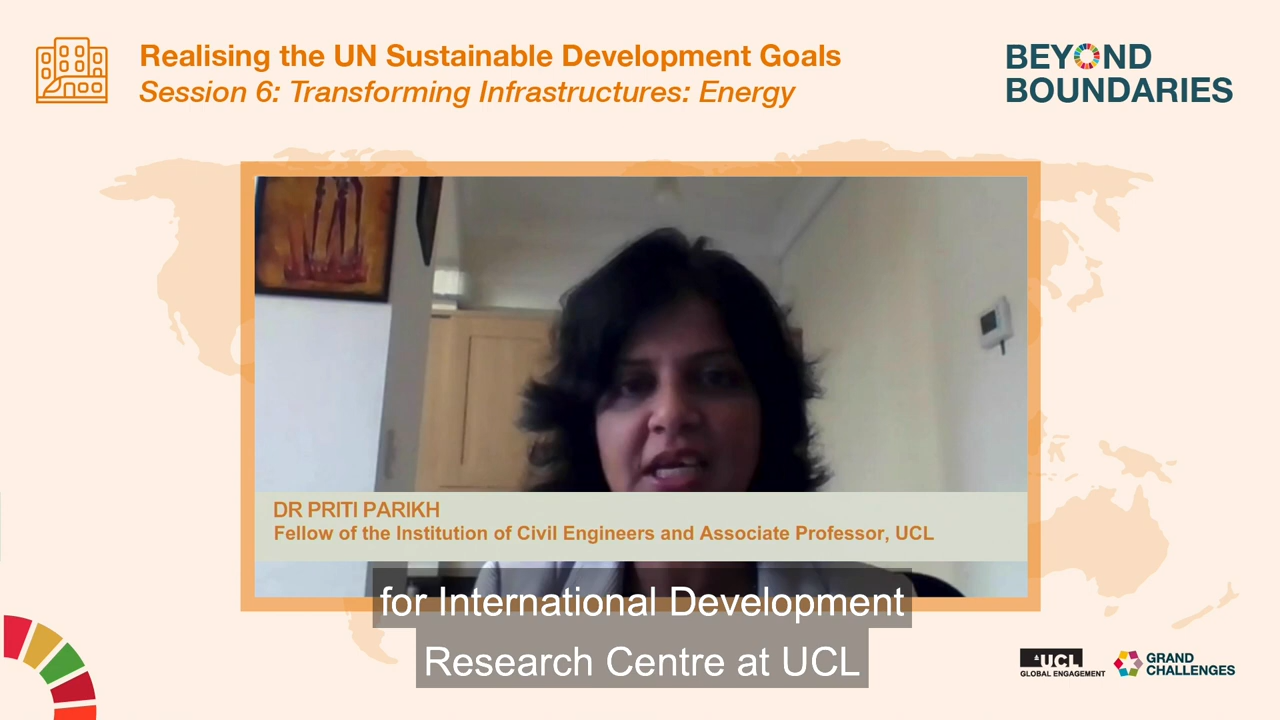 Realising the UN Sustainable Development Goals
Session 6: Transforming Infrastructures: Energy
BEYOND
BOUNDARIES
DR PRITI PARIKH
Fellow of the Institution of Civil Engineers and Associate Professor, UCL
for International Development
Research Centre at UCL
UCL
GLOBAL ENGAGEMENT
GRAND
CHALLENGES